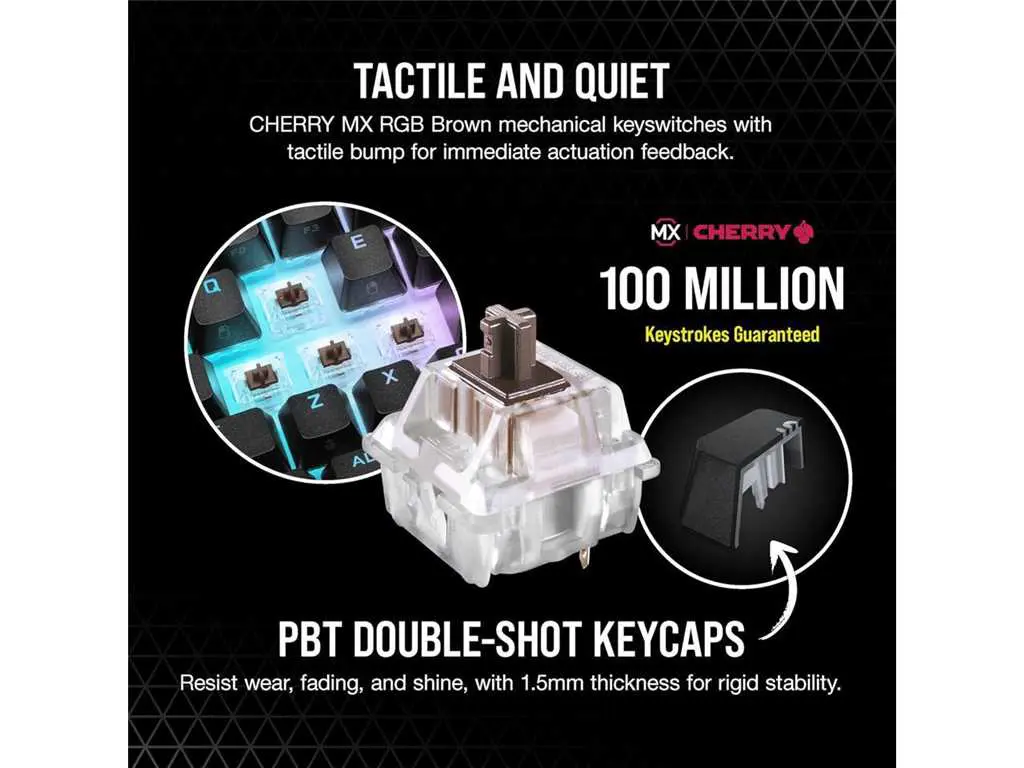 TACTILE AND QUIET
CHERRY MX RGB Brown mechanical keyswitches with
tactile bump for immediate actuation feedback.
MX CHERRY
100 MILLION
Keystrokes Guaranteed
F3
E
Q
Z
X
PBT DOUBLE-SHOT KEYCAPS
Resist wear, fading, and shine, with 1.5mm thickness for rigid stability.